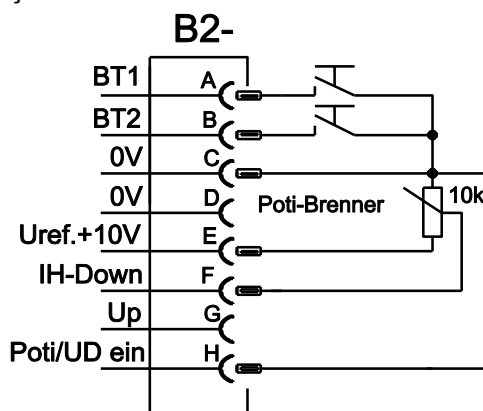 B2-
BT1 A
BT2 B
0V C
0V D Poti-Brenner 10k
Uref.+10V E
IH-Down F
Up G
Poti/UD ein H